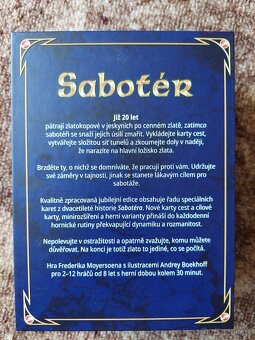 Sabotér
Již 20 let
pátrají zlatokopové v jeskyních po cenném zlatě, zatímco
sabotéři se snaží jejich úsilí zmařit. Vykládejte karty cest,
vytvářejte složitou síť tunelů a zkoumejte doly v naději,
že narazíte na hlavní ložisko zlata.
Brzděte ty, o nichž se domníváte, že pracují proti vám. Udržujte
své záměry v tajnosti, jinak se stanete lákavým cílem pro
sabotáže.
Kvalitně zpracovaná jubilejní edice obsahuje řadu speciálních
karet z dvacetileté historie Sabotéra. Nové karty cest a cílové
karty, minirozšíření a herní varianty přináší do každodenní
hornické rutiny překvapující dynamiku a rozmanitost.
Nepolevujte v ostražitosti a opatrně zvažujte, komu můžete
důvěřovat. Na konci je totiž zlato to jediné, co se počítá.
Hra Frederika Moyersoena s ilustracemi Andrey Boekhoff
pro 2–12 hráčů od 8 let s herní dobou kolem 30 minut.